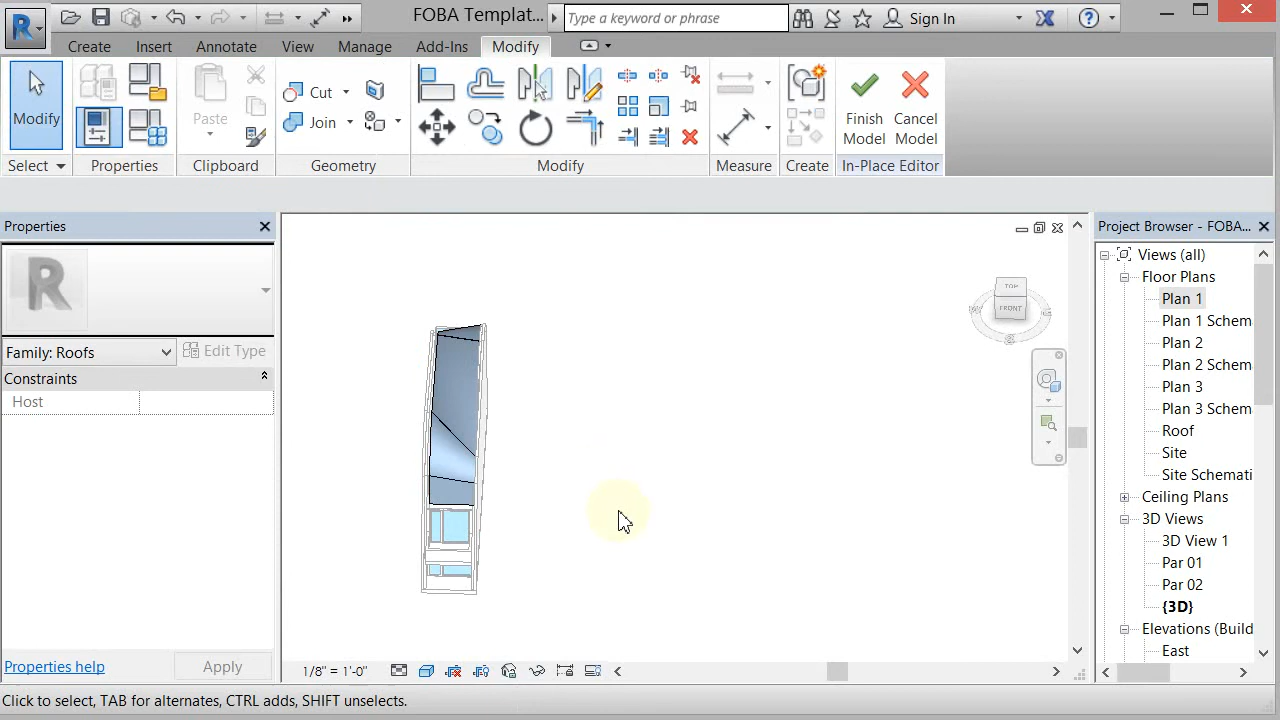 FOBA Templat...
Type a keyword or phrase
Sign In
Create
Insert
Annotate
View
Manage
Add-Ins
Modify
Modify
Select
Properties
Paste
Clipboard
Cut
Join
Geometry
Modify
Measure
Create
Finish
Model
Cancel
Model
In-Place Editor
Properties
R
Family: Roofs
Edit Type
Constraints
Host
Properties help
Apply
TOP
FRONT
1/8" = 1'-0"
Project Browser - FOBA...
Views (all)
Floor Plans
Plan 1
Plan 1 Schem
Plan 2
Plan 2 Schem
Plan 3
Plan 3 Schem
Roof
Site
Site Schemati
Ceiling Plans
3D Views
3D View 1
Par 01
Par 02
{3D}
Elevations (Build
East
Click to select, TAB for alternates, CTRL adds, SHIFT unselects.